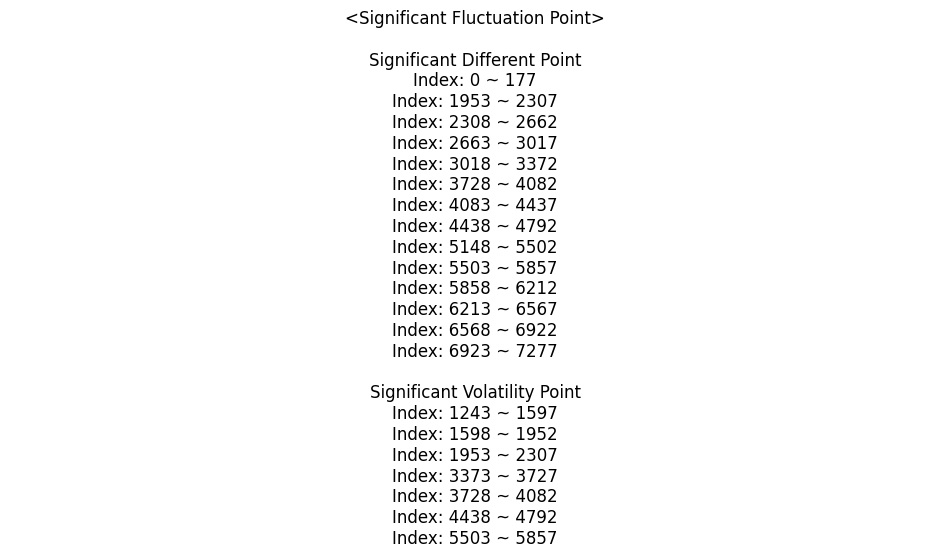 <Significant Fluctuation Point>
Significant Different Point
Index: 0 ~ 177
Index: 1953 ~ 2307
Index: 2308 ~ 2662
Index: 2663 ~ 3017
Index: 3018 ~ 3372
Index: 3728 ~ 4082
Index: 4083 ~ 4437
Index: 4438 ~ 4792
Index: 5148 ~ 5502
Index: 5503 ~ 5857
Index: 5858 ~ 6212
Index: 6213 ~ 6567
Index: 6568 ~ 6922
Index: 6923 ~ 7277
Significant Volatility Point
Index: 1243 ~ 1597
Index: 1598 ~ 1952
Index: 1953 ~ 2307
Index: 3373 ~ 3727
Index: 3728 ~ 4082
Index: 4438 ~ 4792
Index: 5503 ~ 5857